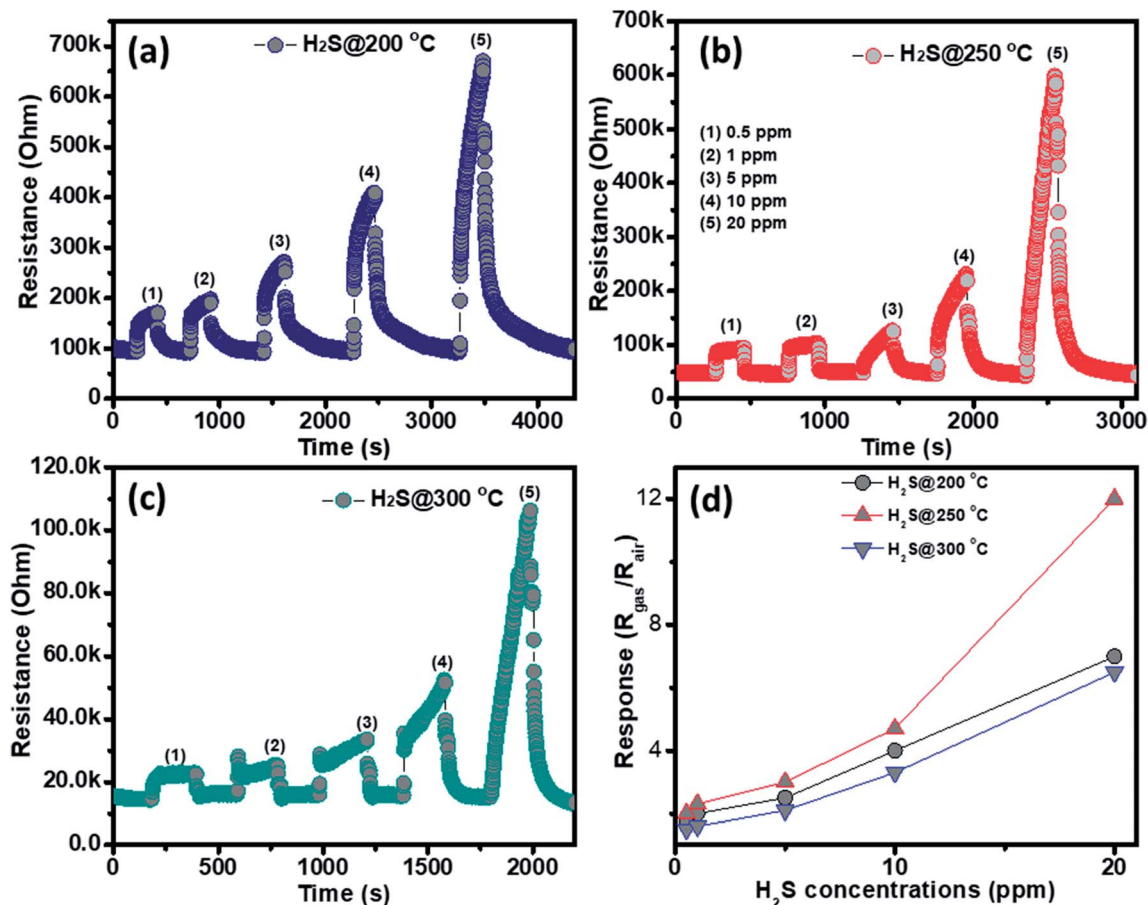 (a)
H₂S@200 °C
700k
600k
500k
400k
300k
200k
100k
0
Resistance (Ohm)
(1)
(2)
(3)
(4)
(5)
0 1000 2000 3000 4000
Time (s)
(b)
H₂S@250 °C
700k
600k
500k
400k
300k
200k
100k
0
Resistance (Ohm)
(1) 0.5 ppm
(2) 1 ppm
(3) 5 ppm
(4) 10 ppm
(5) 20 ppm
(1)
(2)
(3)
(4)
(5)
0 1000 2000 3000
Time (s)
(c)
H₂S@300 °C
120.0k
100.0k
80.0k
60.0k
40.0k
20.0k
0.0
Resistance (Ohm)
(1)
(2)
(3)
(4)
(5)
0 500 1000 1500 2000
Time (s)
(d)
H₂S@200 °C
H₂S@250 °C
H₂S@300 °C
12
8
4
Response (R_gas/R_air)
0 10 20
H₂S concentrations (ppm)